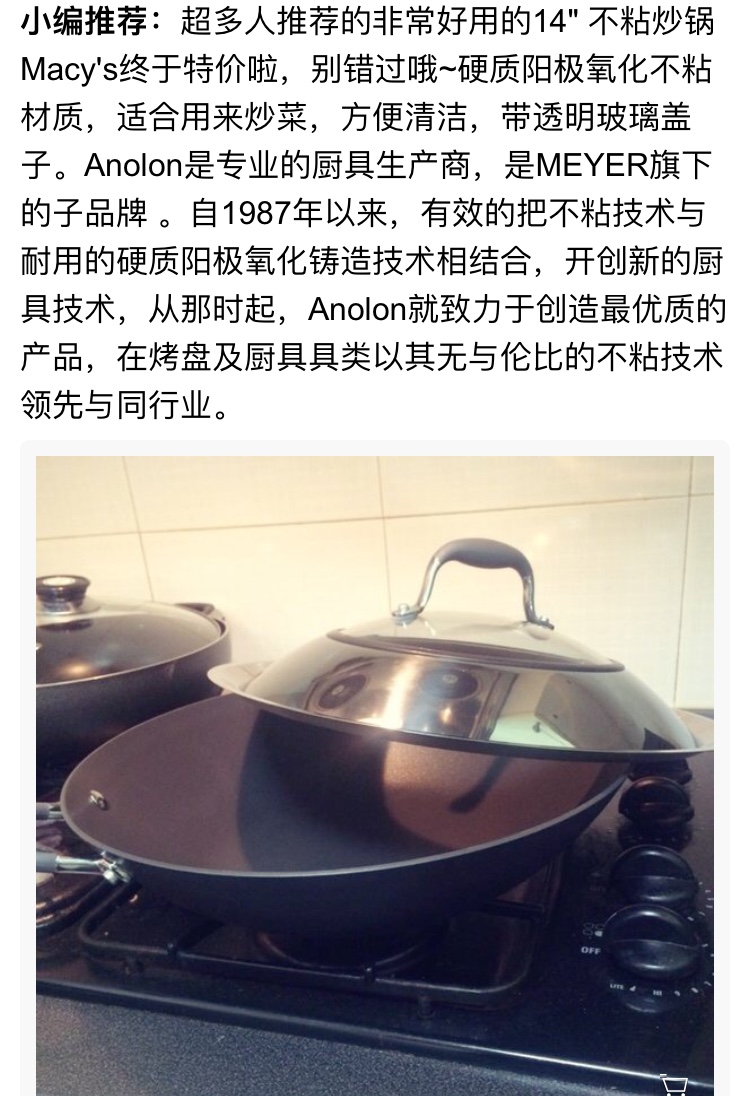 小编推荐：超多人推荐的非常好用的14" 不粘炒锅
Macy's终于特价啦，别错过哦~硬质阳极氧化不粘
材质，适合用来炒菜，方便清洁，带透明玻璃盖
子。Anolon是专业的厨具生产商，是MEYER旗下
的子品牌 。自1987年以来，有效的把不粘技术与
耐用的硬质阳极氧化铸造技术相结合，开创新的厨
具技术，从那时起，Anolon就致力于创造最优质的
产品，在烤盘及厨具具类以其无与伦比的不粘技术
领先与同行业。
OFF
LITE